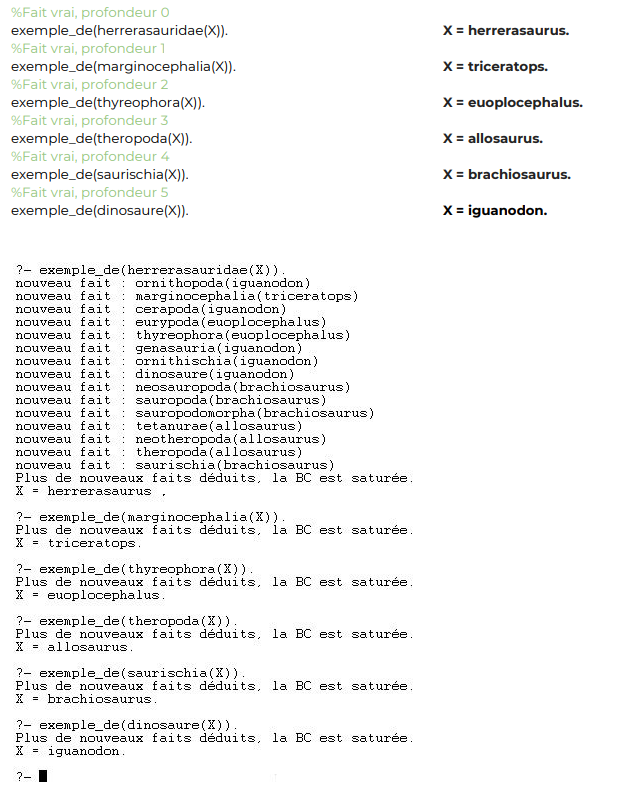 %Fait vrai, profondeur 0
exemple_de(herrerasauridae(X)). X = herrerasaurus.
%Fait vrai, profondeur 1
exemple_de(marginocephalia(X)). X = triceratops.
%Fait vrai, profondeur 2
exemple_de(thyreophora(X)). X = euoplocephalus.
%Fait vrai, profondeur 3
exemple_de(theropoda(X)). X = allosaurus.
%Fait vrai, profondeur 4
exemple_de(saurischia(X)). X = brachiosaurus.
%Fait vrai, profondeur 5
exemple_de(dinosaure(X)). X = iguanodon.
?- exemple_de(herrerasauridae(X)).
nouveau fait : ornithopoda(iguanodon)
nouveau fait : marginocephalia(triceratops)
nouveau fait : cerapoda(iguanodon)
nouveau fait : eurypoda(euoplocephalus)
nouveau fait : thyreophora(euoplocephalus)
nouveau fait : genasauria(iguanodon)
nouveau fait : ornithischia(iguanodon)
nouveau fait : dinosaure(iguanodon)
nouveau fait : neosauropoda(brachiosaurus)
nouveau fait : sauropoda(brachiosaurus)
nouveau fait : sauropodomorpha(brachiosaurus)
nouveau fait : tetanurae(allosaurus)
nouveau fait : neotheropoda(allosaurus)
nouveau fait : theropoda(allosaurus)
nouveau fait : saurischia(brachiosaurus)
Plus de nouveaux faits déduits, la BC est saturée.
X = herrerasaurus ,
?- exemple_de(marginocephalia(X)).
Plus de nouveaux faits déduits, la BC est saturée.
X = triceratops.
?- exemple_de(thyreophora(X)).
Plus de nouveaux faits déduits, la BC est saturée.
X = euoplocephalus.
?- exemple_de(theropoda(X)).
Plus de nouveaux faits déduits, la BC est saturée.
X = allosaurus.
?- exemple_de(saurischia(X)).
Plus de nouveaux faits déduits, la BC est saturée.
X = brachiosaurus.
?- exemple_de(dinosaure(X)).
Plus de nouveaux faits déduits, la BC est saturée.
X = iguanodon.
?-